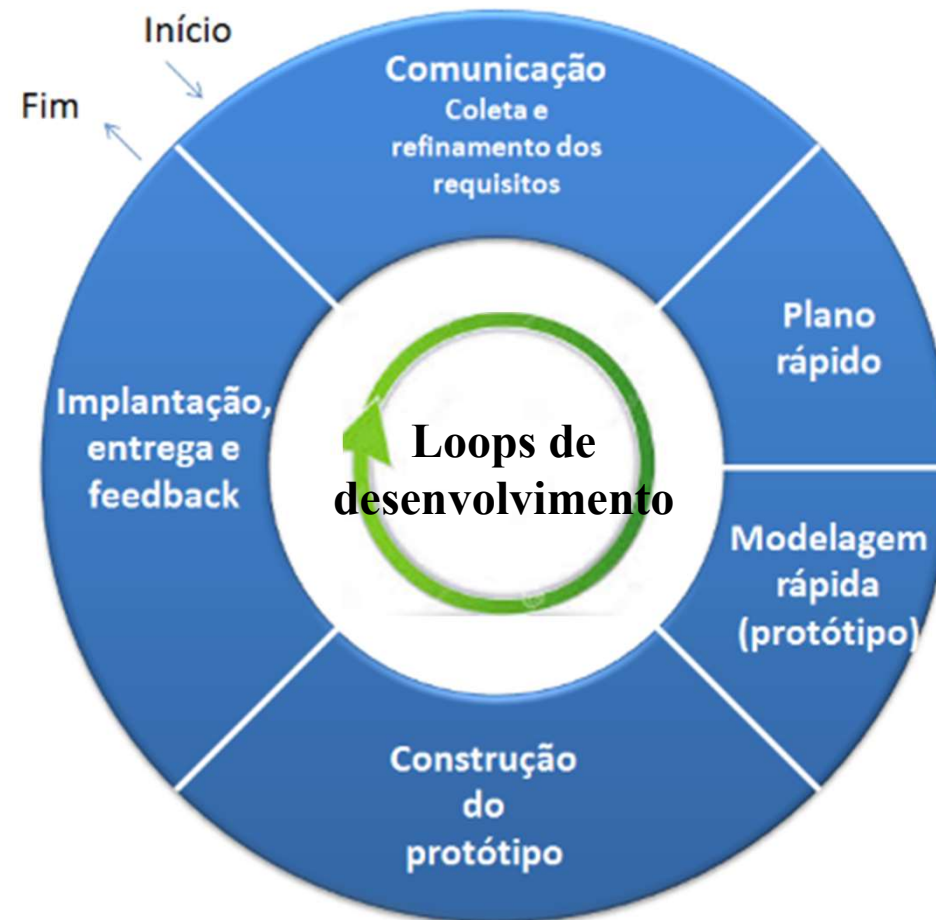 Início
Fim
Comunicação
Coleta e
refinamento dos
requisitos
Plano
rápido
Modelagem
rápida
(protótipo)
Construção
do
protótipo
Implantação,
entrega e
feedback
Loops de
desenvolvimento